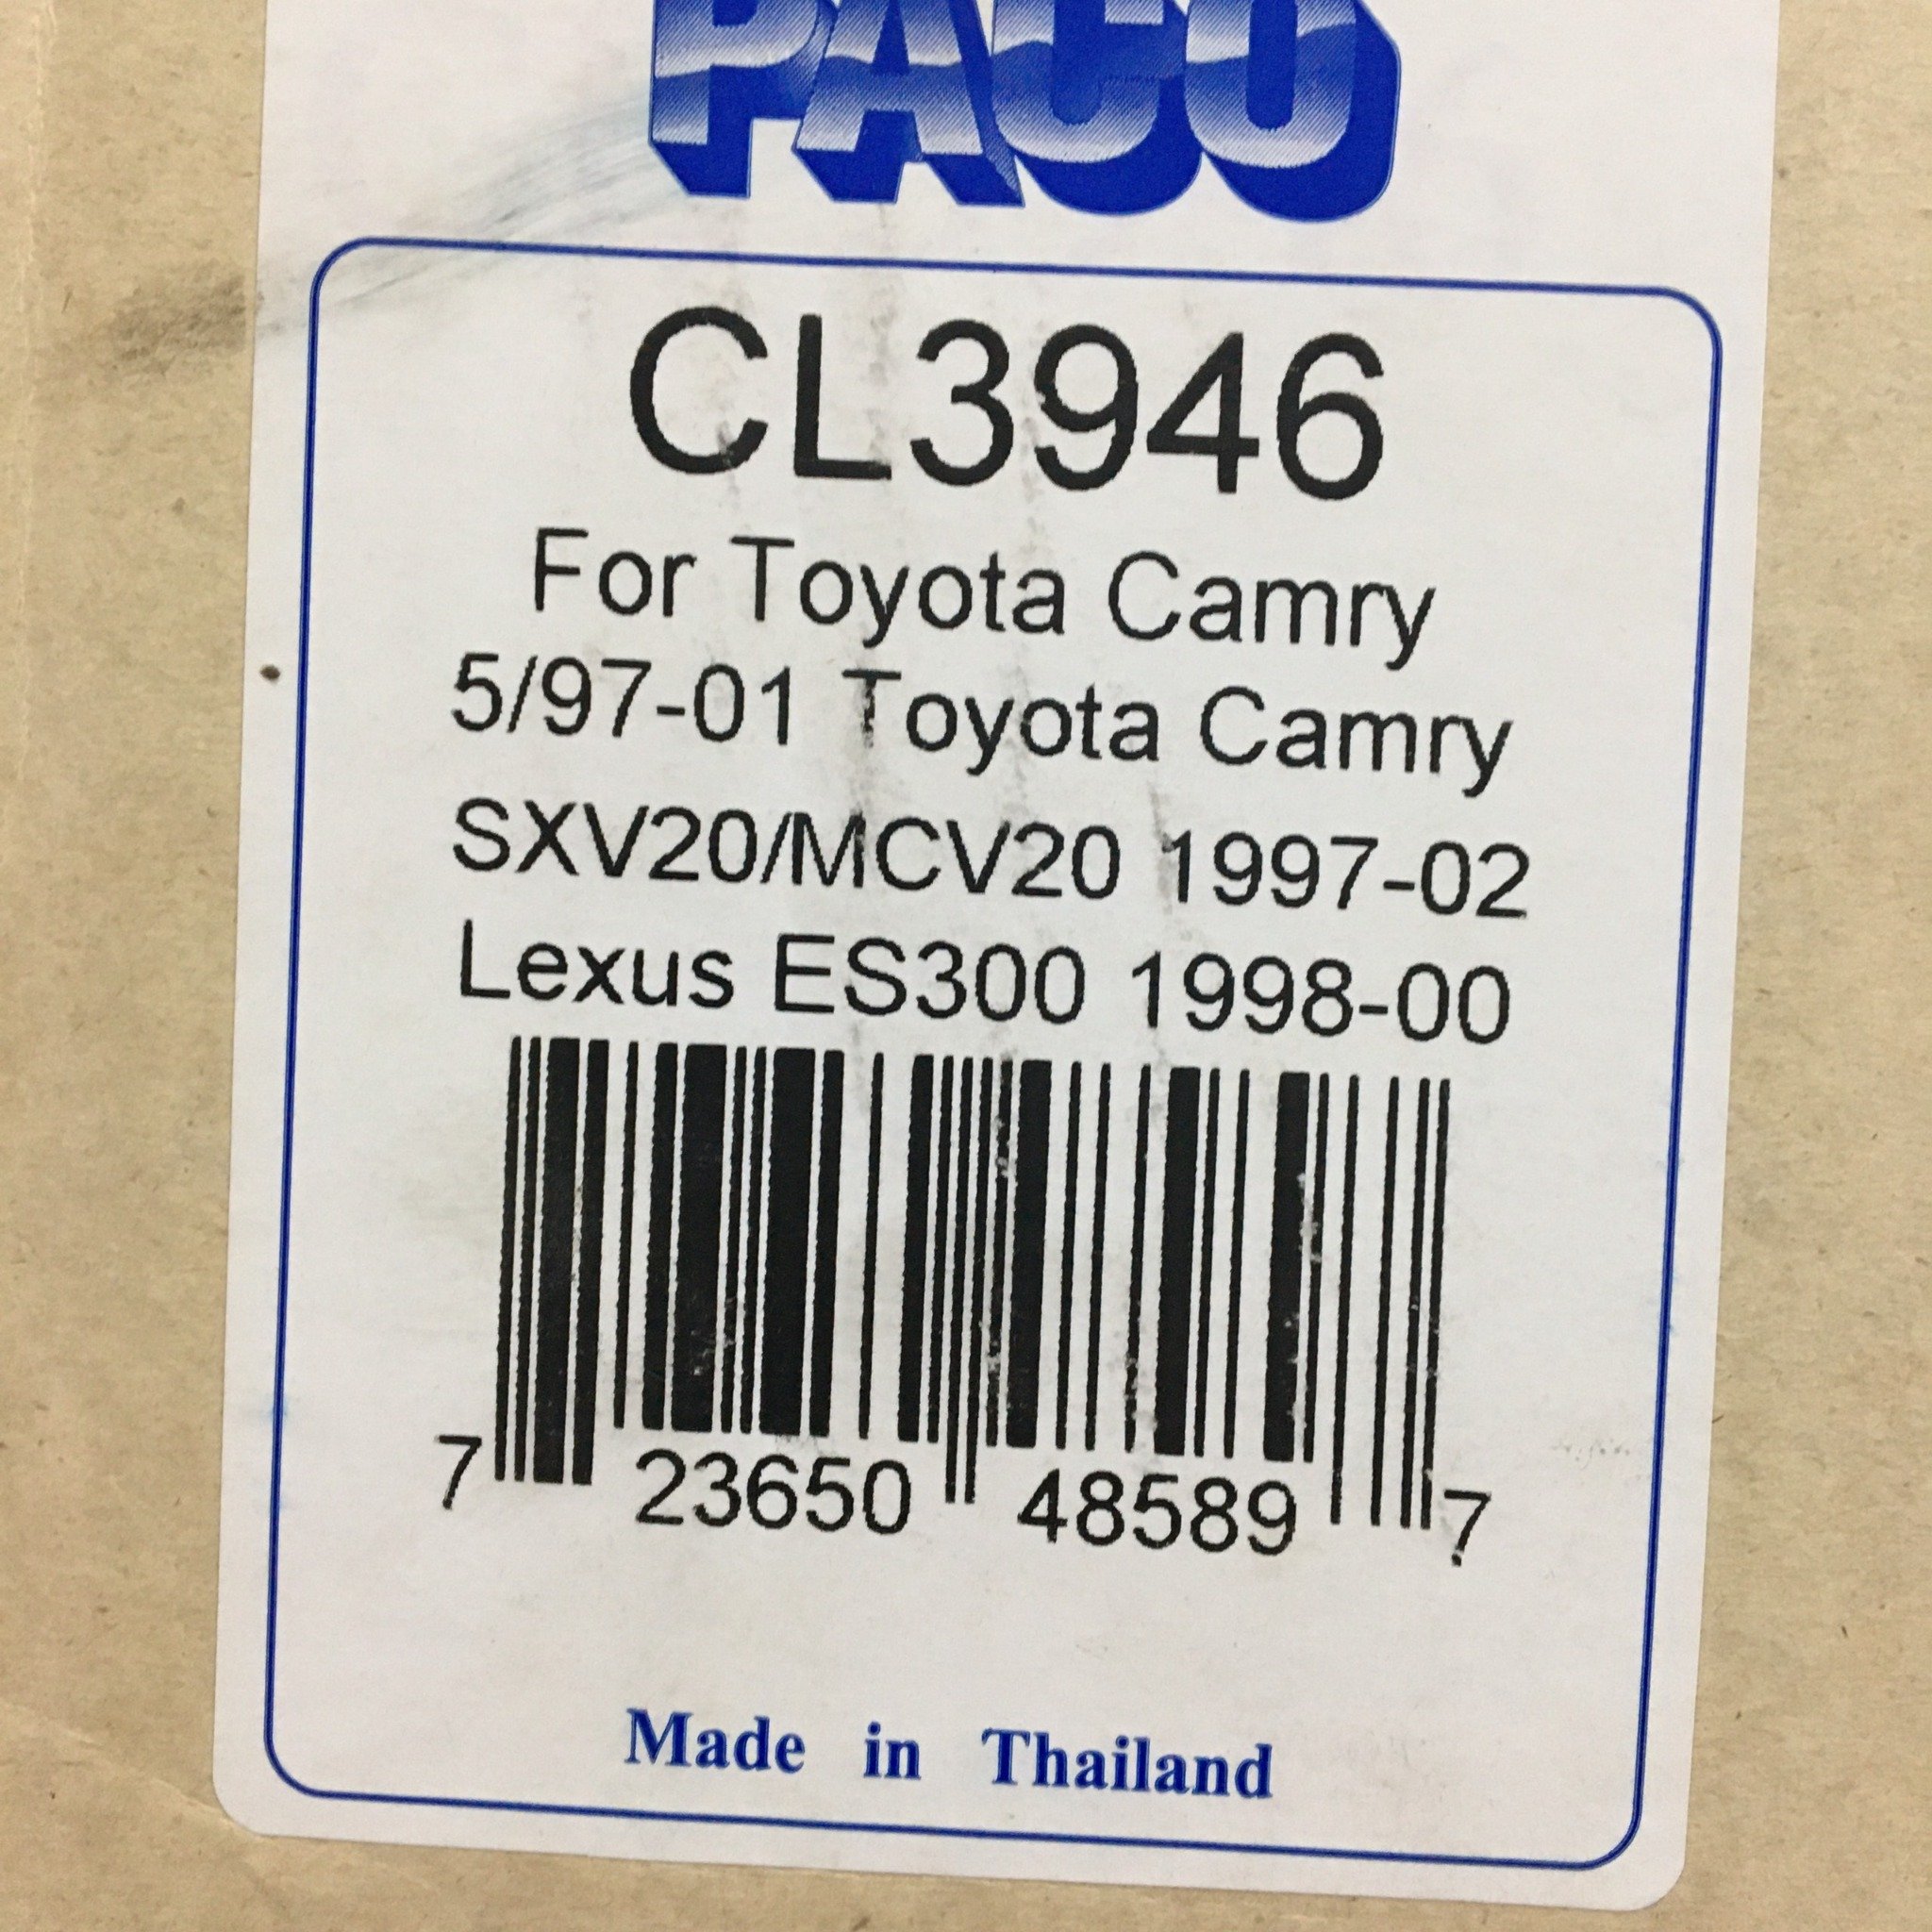 PACO
CL3946
For Toyota Camry
5/97-01 Toyota Camry
SXV20/MCV20 1997-02
Lexus ES300 1998-00
7 23650 48589 7
Made in Thailand